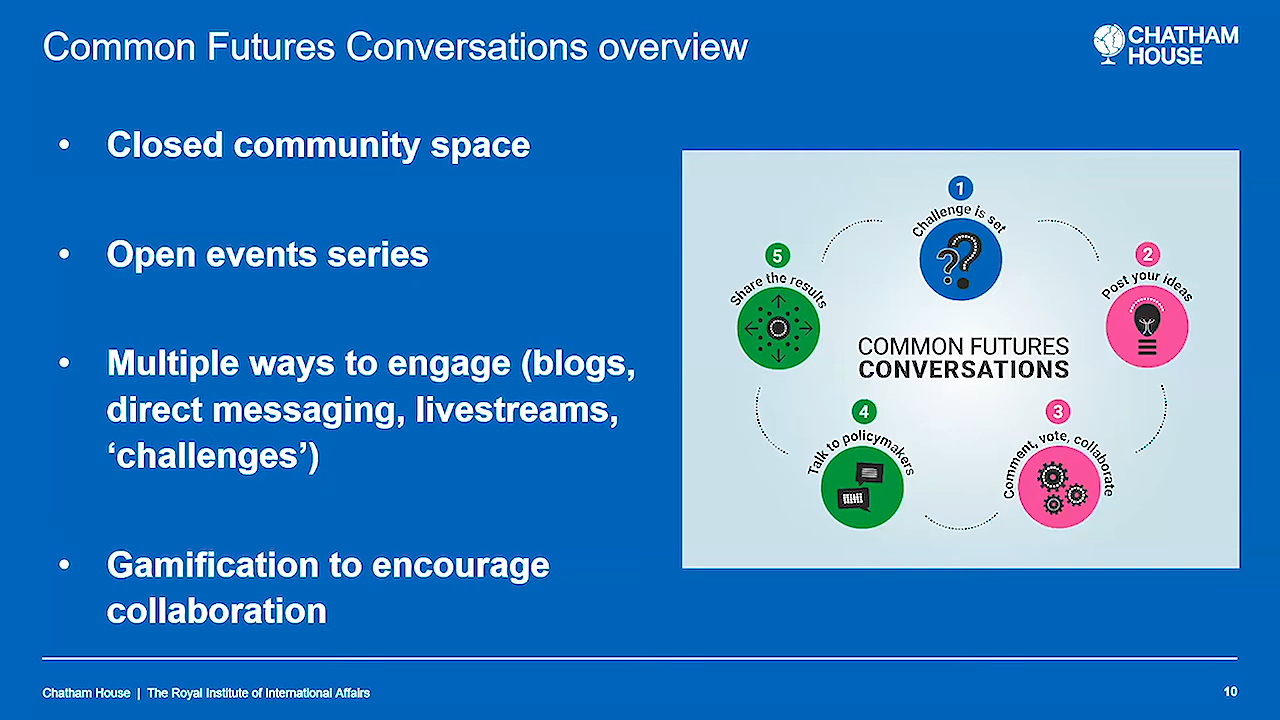 Common Futures Conversations overview
CHATHAM
HOUSE
• Closed community space
• Open events series
• Multiple ways to engage (blogs,
direct messaging, livestreams,
‘challenges’)
• Gamification to encourage
collaboration
1
Challenge is set
2
Post your ideas
3
Comment, vote, collaborate
4
Talk to policymakers
5
Share the results
COMMON FUTURES
CONVERSATIONS
Chatham House | The Royal Institute of International Affairs
10